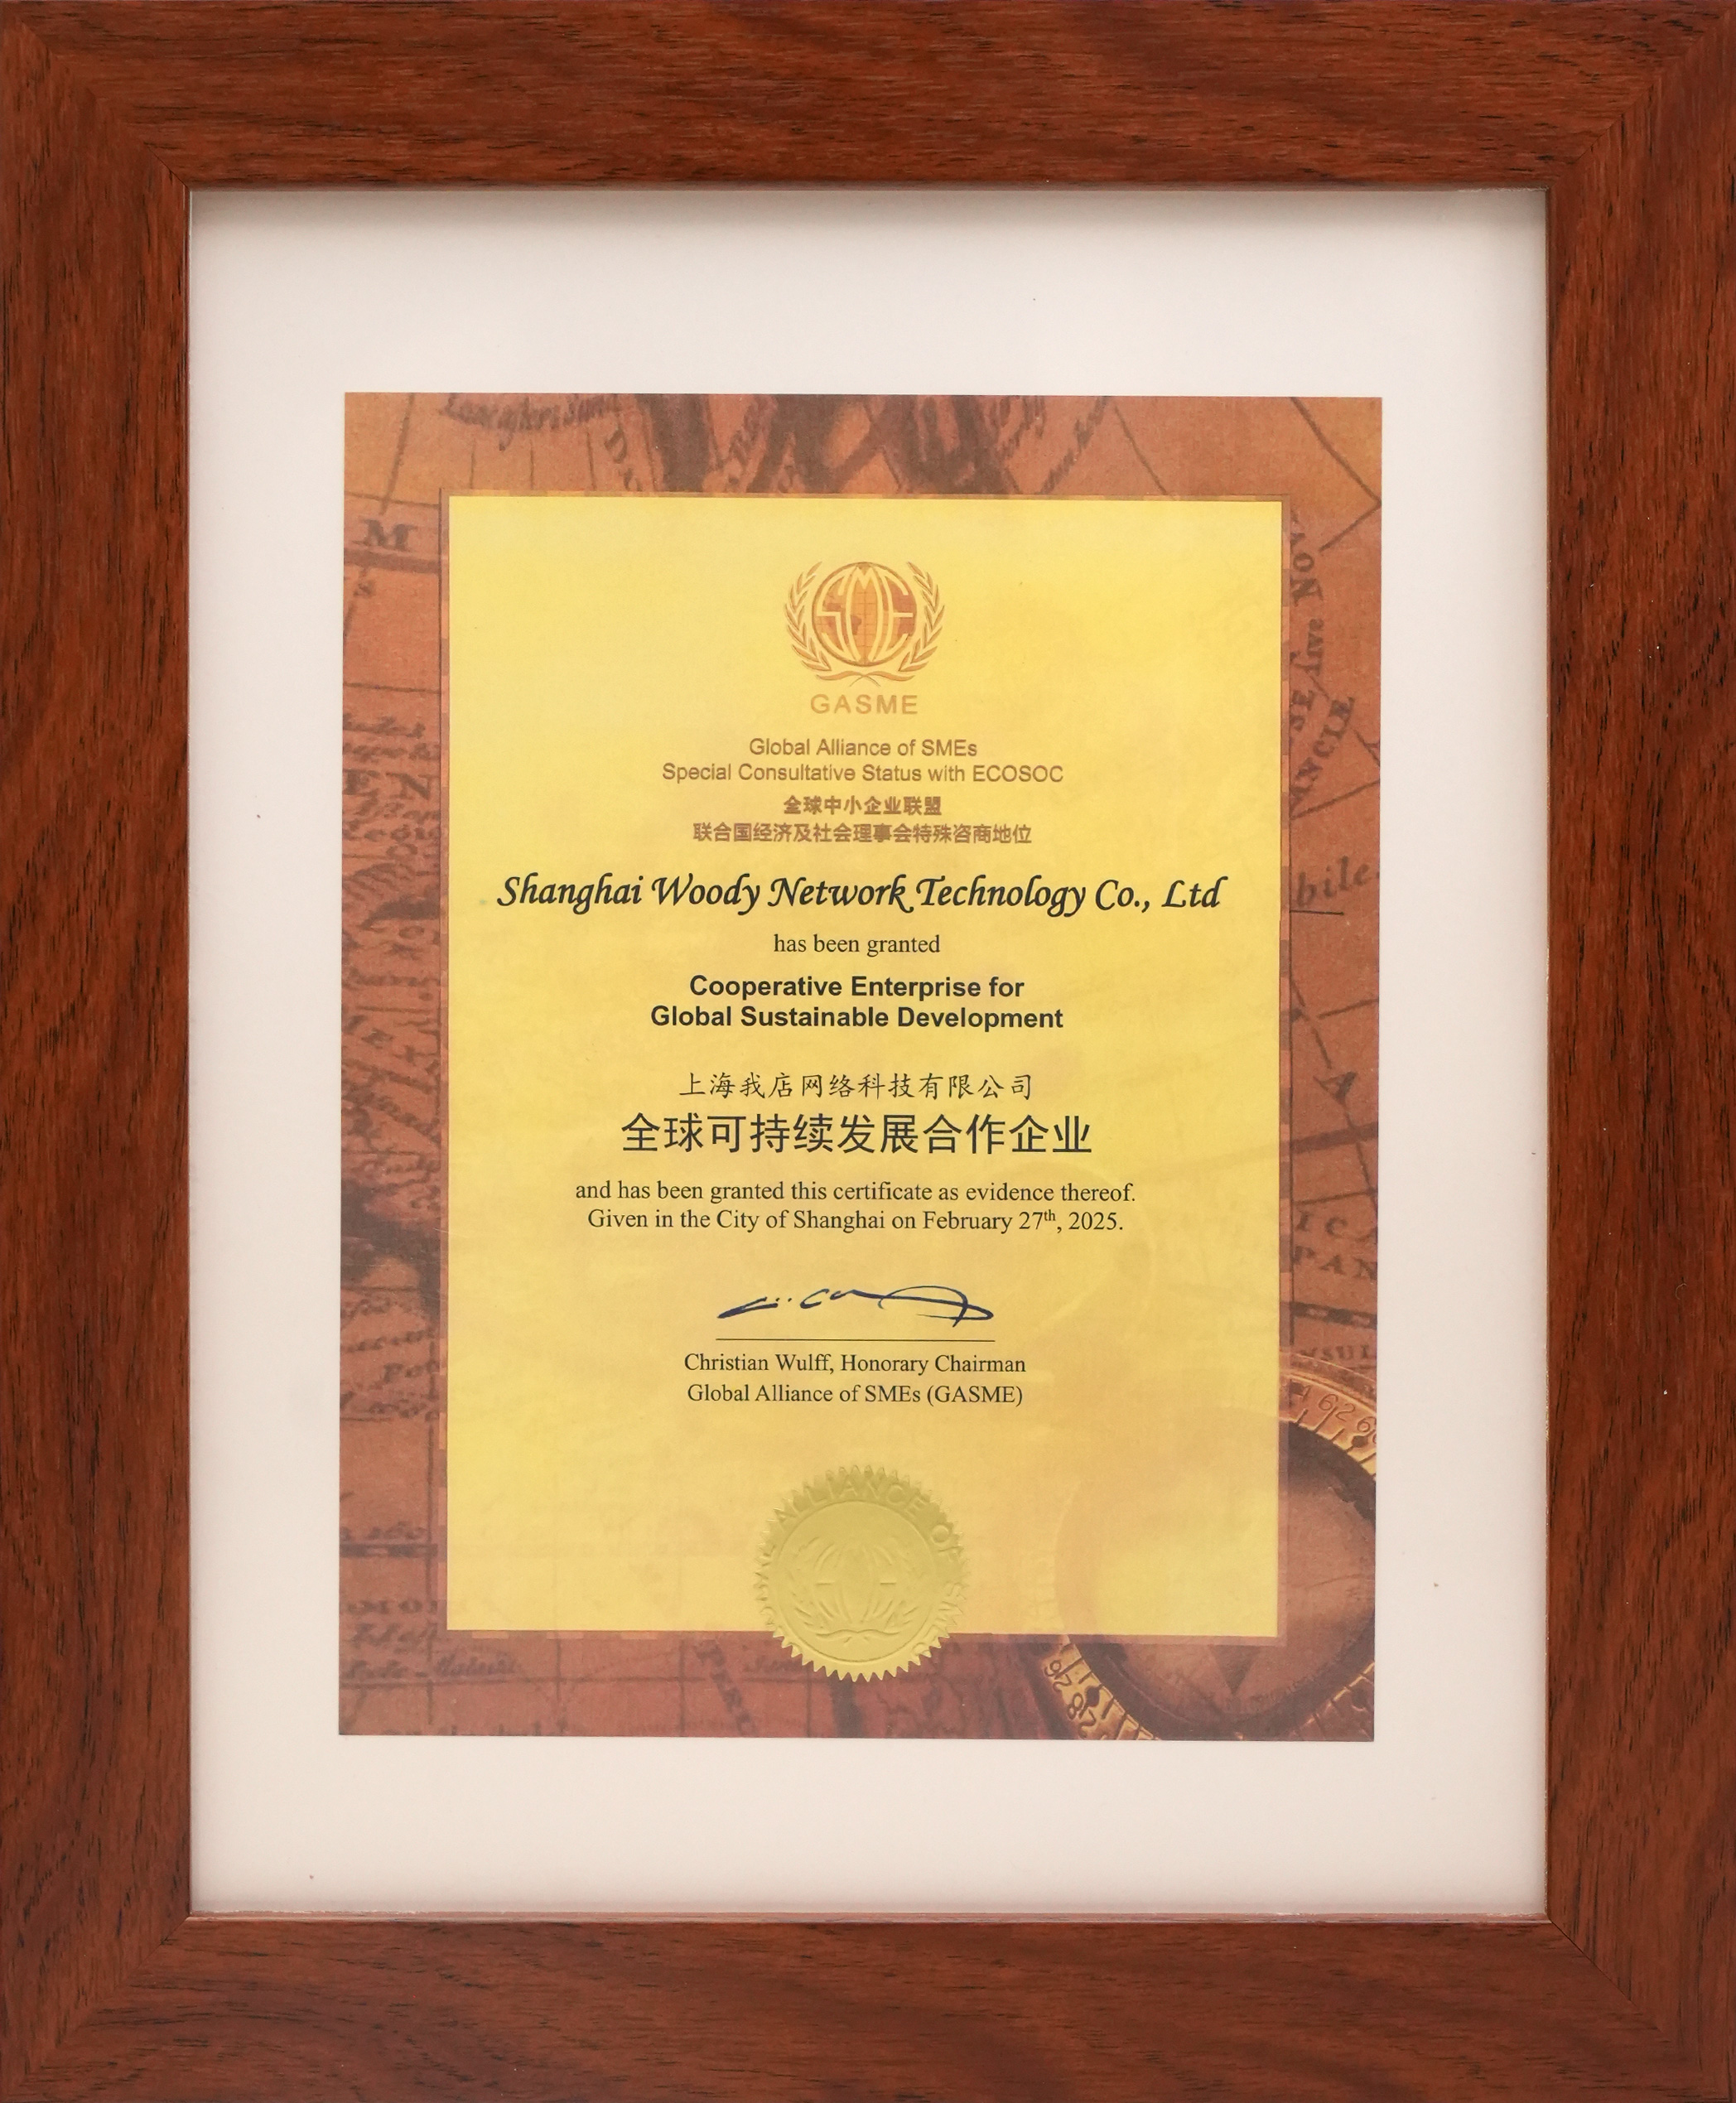 GASME
Global Alliance of SMEs
Special Consultative Status with ECOSOC
全球中小企业联盟
联合国经济及社会理事会特殊咨商地位
Shanghai Woody Network Technology Co., Ltd
has been granted
Cooperative Enterprise for
Global Sustainable Development
上海我店网络科技有限公司
全球可持续发展合作企业
and has been granted this certificate as evidence thereof.
Given in the City of Shanghai on February 27th, 2025.
Christian Wulff, Honorary Chairman
Global Alliance of SMEs (GASME)
ALLIANCE OF